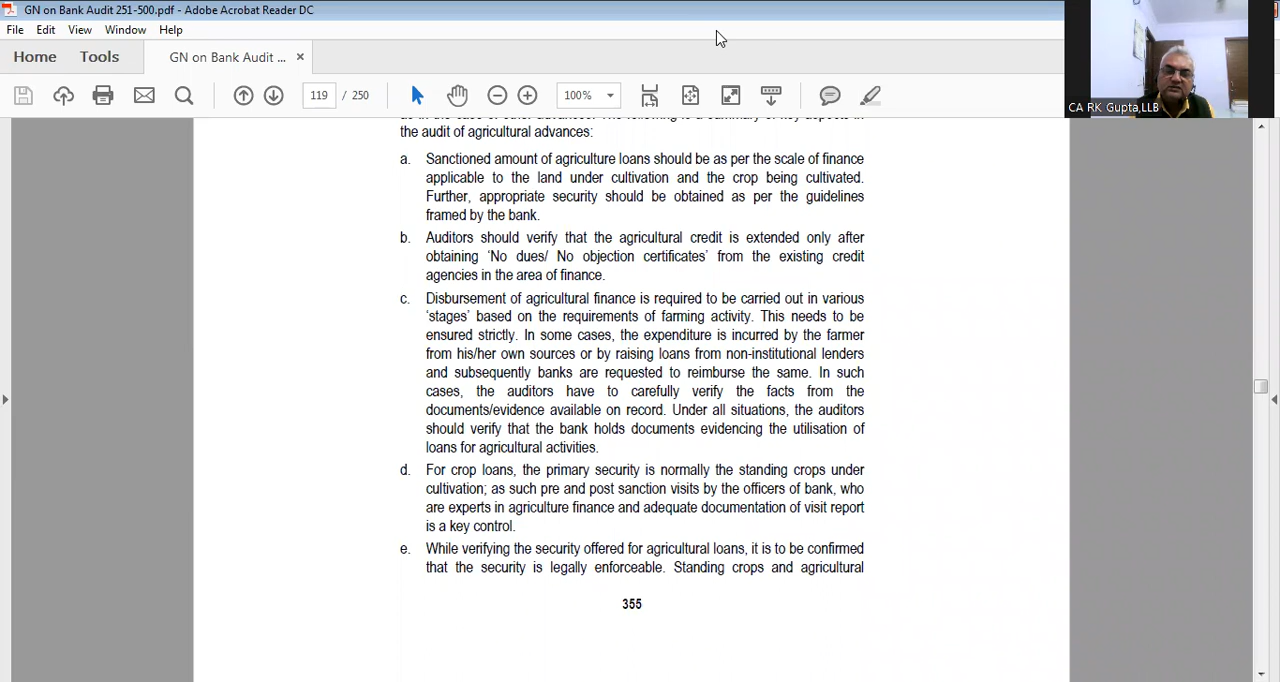 GN on Bank Audit 251-500.pdf - Adobe Acrobat Reader DC
File Edit View Window Help
Home Tools GN on Bank Audit ... ×
119 / 250 100%
CA RK Gupta,LLB
the case of other advances. The following is a summary of key aspects in
the audit of agricultural advances:
a. Sanctioned amount of agriculture loans should be as per the scale of finance
applicable to the land under cultivation and the crop being cultivated.
Further, appropriate security should be obtained as per the guidelines
framed by the bank.
b. Auditors should verify that the agricultural credit is extended only after
obtaining ‘No dues/ No objection certificates’ from the existing credit
agencies in the area of finance.
c. Disbursement of agricultural finance is required to be carried out in various
‘stages’ based on the requirements of farming activity. This needs to be
ensured strictly. In some cases, the expenditure is incurred by the farmer
from his/her own sources or by raising loans from non-institutional lenders
and subsequently banks are requested to reimburse the same. In such
cases, the auditors have to carefully verify the facts from the
documents/evidence available on record. Under all situations, the auditors
should verify that the bank holds documents evidencing the utilisation of
loans for agricultural activities.
d. For crop loans, the primary security is normally the standing crops under
cultivation; as such pre and post sanction visits by the officers of bank, who
are experts in agriculture finance and adequate documentation of visit report
is a key control.
e. While verifying the security offered for agricultural loans, it is to be confirmed
that the security is legally enforceable. Standing crops and agricultural
355